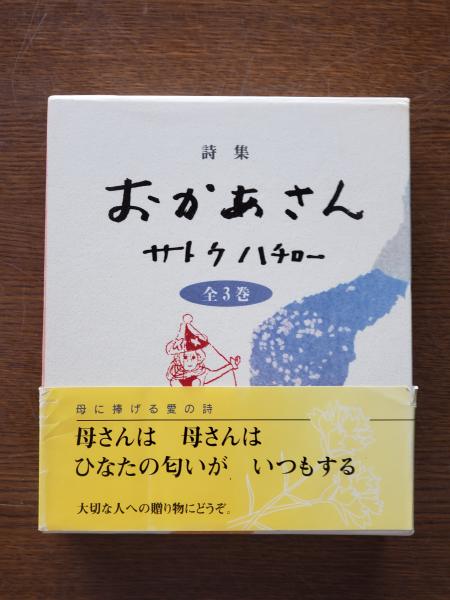 詩集
おかあさん
サトウハチロー
全3巻
母に捧げる愛の詩
母さんは　母さんは
ひなたの匂いが　いつもする
大切な人への贈り物にどうぞ。